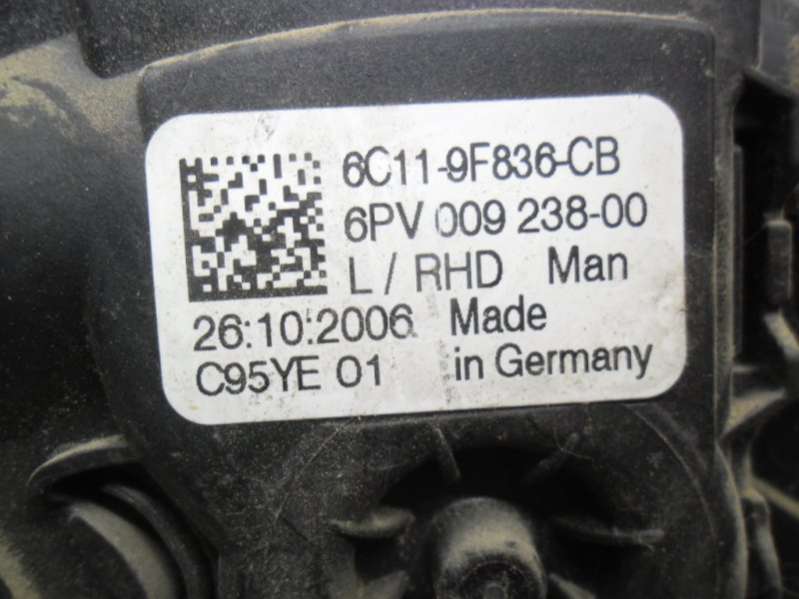 6C11-9F836-CB
6PV 009 238-00
L / RHD Man
26:10:2006 Made
C95YE 01 in Germany